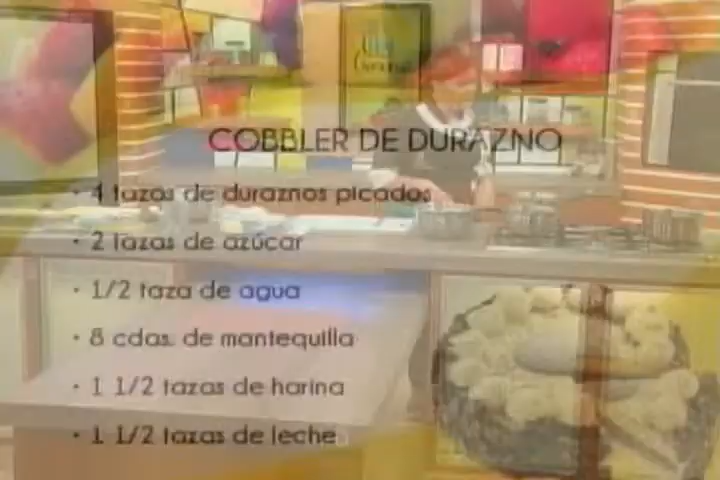 COBBLER DE DURAZNO
• 4 tazas de duraznos picados
• 2 tazas de azúcar
• 1/2 taza de agua
• 8 cdas. de mantequilla
• 1 1/2 tazas de harina
• 1 1/2 tazas de leche